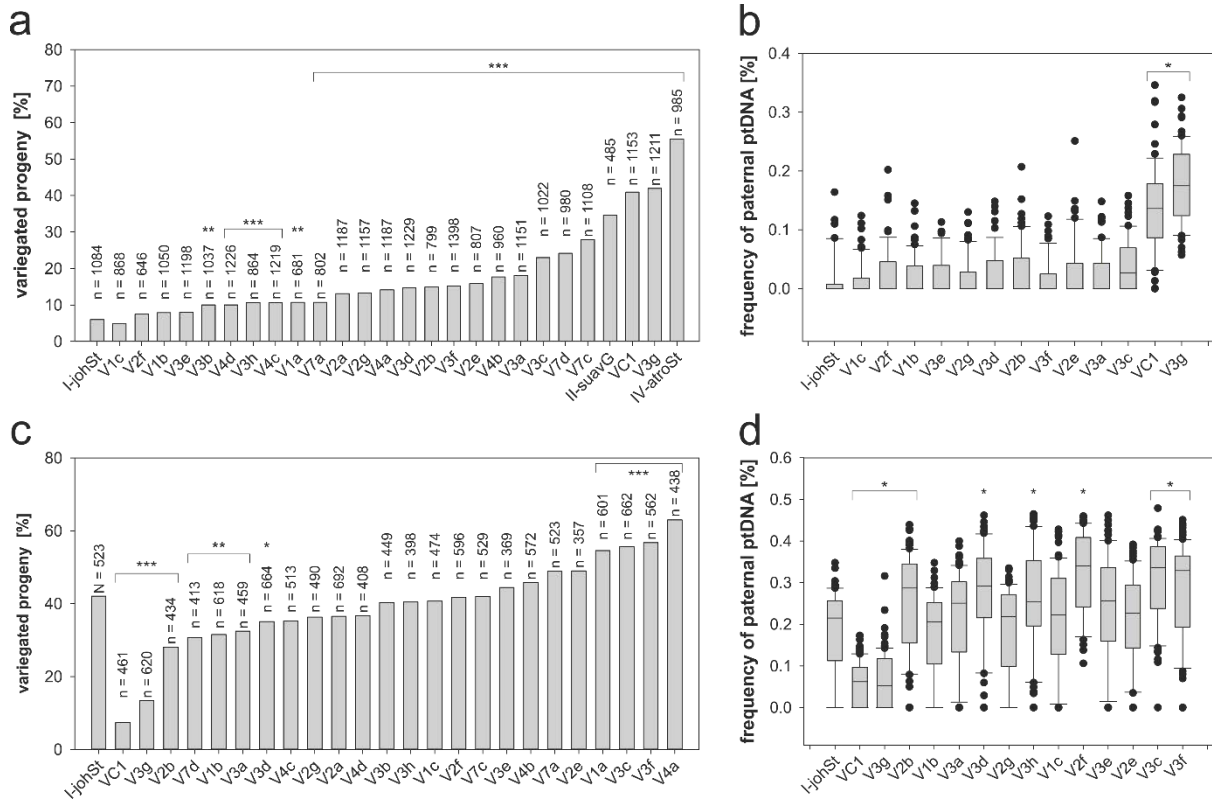 a
variegated progeny [%]
80
70
60
50
40
30
20
10
0
n = 1084
n = 868
n = 646
n = 1050
n = 1198
n = 1037
n = 1226
n = 864
n = 1219
n = 681
n = 802
n = 1187
n = 1157
n = 1187
n = 1229
n = 799
n = 1398
n = 807
n = 960
n = 1151
n = 1022
n = 980
n = 1108
n = 485
n = 1153
n = 1211
n = 985
**
***
**
***
I-johSt
V1c
V2f
V1b
V3e
V3b
V4d
V3h
V4c
V1a
V7a
V2a
V2g
V4a
V3d
V2b
V3f
V2e
V4b
V3a
V3c
V7d
V7c
II-suavG
VC1
V3g
IV-atroSt
b
frequency of paternal ptDNA [%]
0.4
0.3
0.2
0.1
0.0
*
I-johSt
V1c
V2f
V1b
V3e
V2g
V3d
V2b
V3f
V2e
V3a
V3c
VC1
V3g
c
variegated progeny [%]
80
60
40
20
0
N = 523
n = 461
n = 620
n = 434
n = 413
n = 618
n = 459
n = 664
n = 513
n = 490
n = 692
n = 408
n = 449
n = 398
n = 474
n = 596
n = 529
n = 369
n = 572
n = 523
n = 357
n = 601
n = 662
n = 562
n = 438
***
**
*
***
I-johSt
VC1
V3g
V2b
V7d
V1b
V3a
V3d
V4c
V2g
V2a
V4d
V3b
V3h
V1c
V2f
V7c
V3e
V4b
V7a
V2e
V1a
V3c
V3f
V4a
d
frequency of paternal ptDNA [%]
0.6
0.5
0.4
0.3
0.2
0.1
0.0
*
*
*
*
*
I-johSt
VC1
V3g
V2b
V1b
V3a
V3d
V2g
V3h
V1c
V2f
V3e
V2e
V3c
V3f